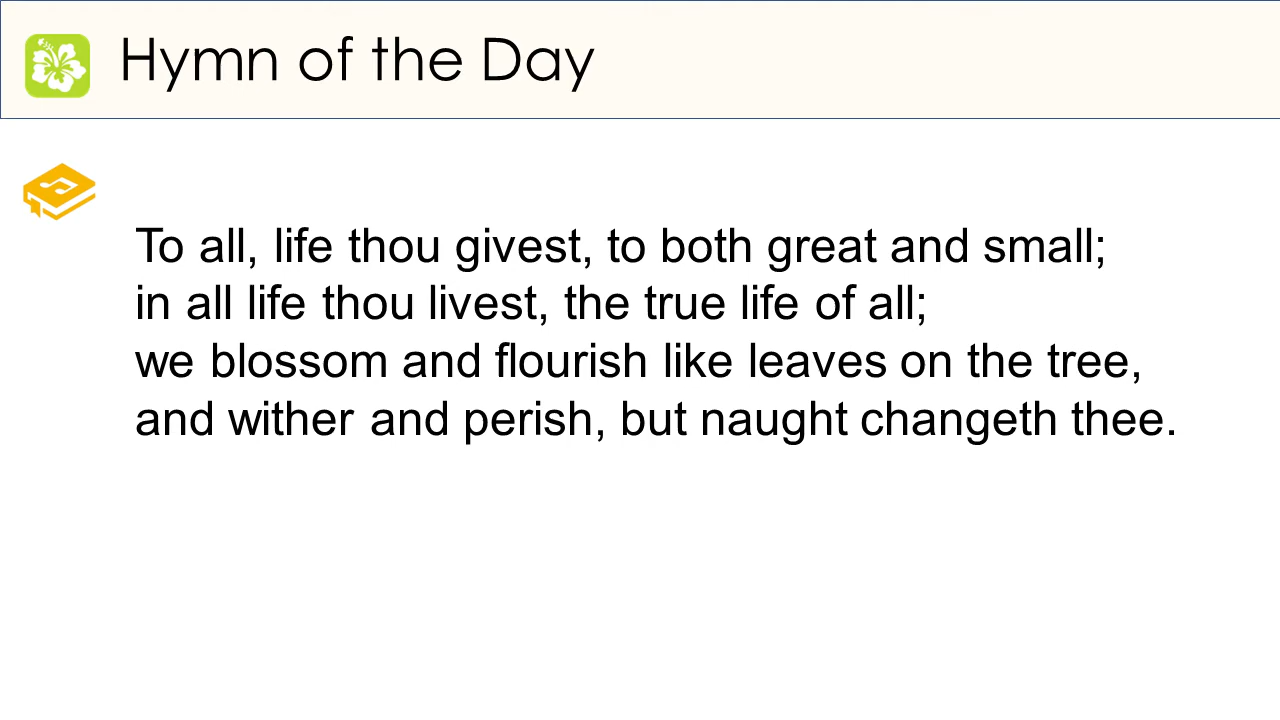 Hymn of the Day
To all, life thou givest, to both great and small;
in all life thou livest, the true life of all;
we blossom and flourish like leaves on the tree,
and wither and perish, but naught changeth thee.